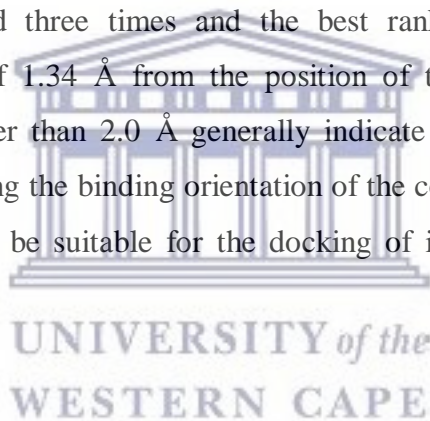 d three times and the best ran
f 1.34 Å from the position of t
er than 2.0 Å generally indicate
ng the binding orientation of the c
be suitable for the docking of i
UNIVERSITY of the
WESTERN CAPE